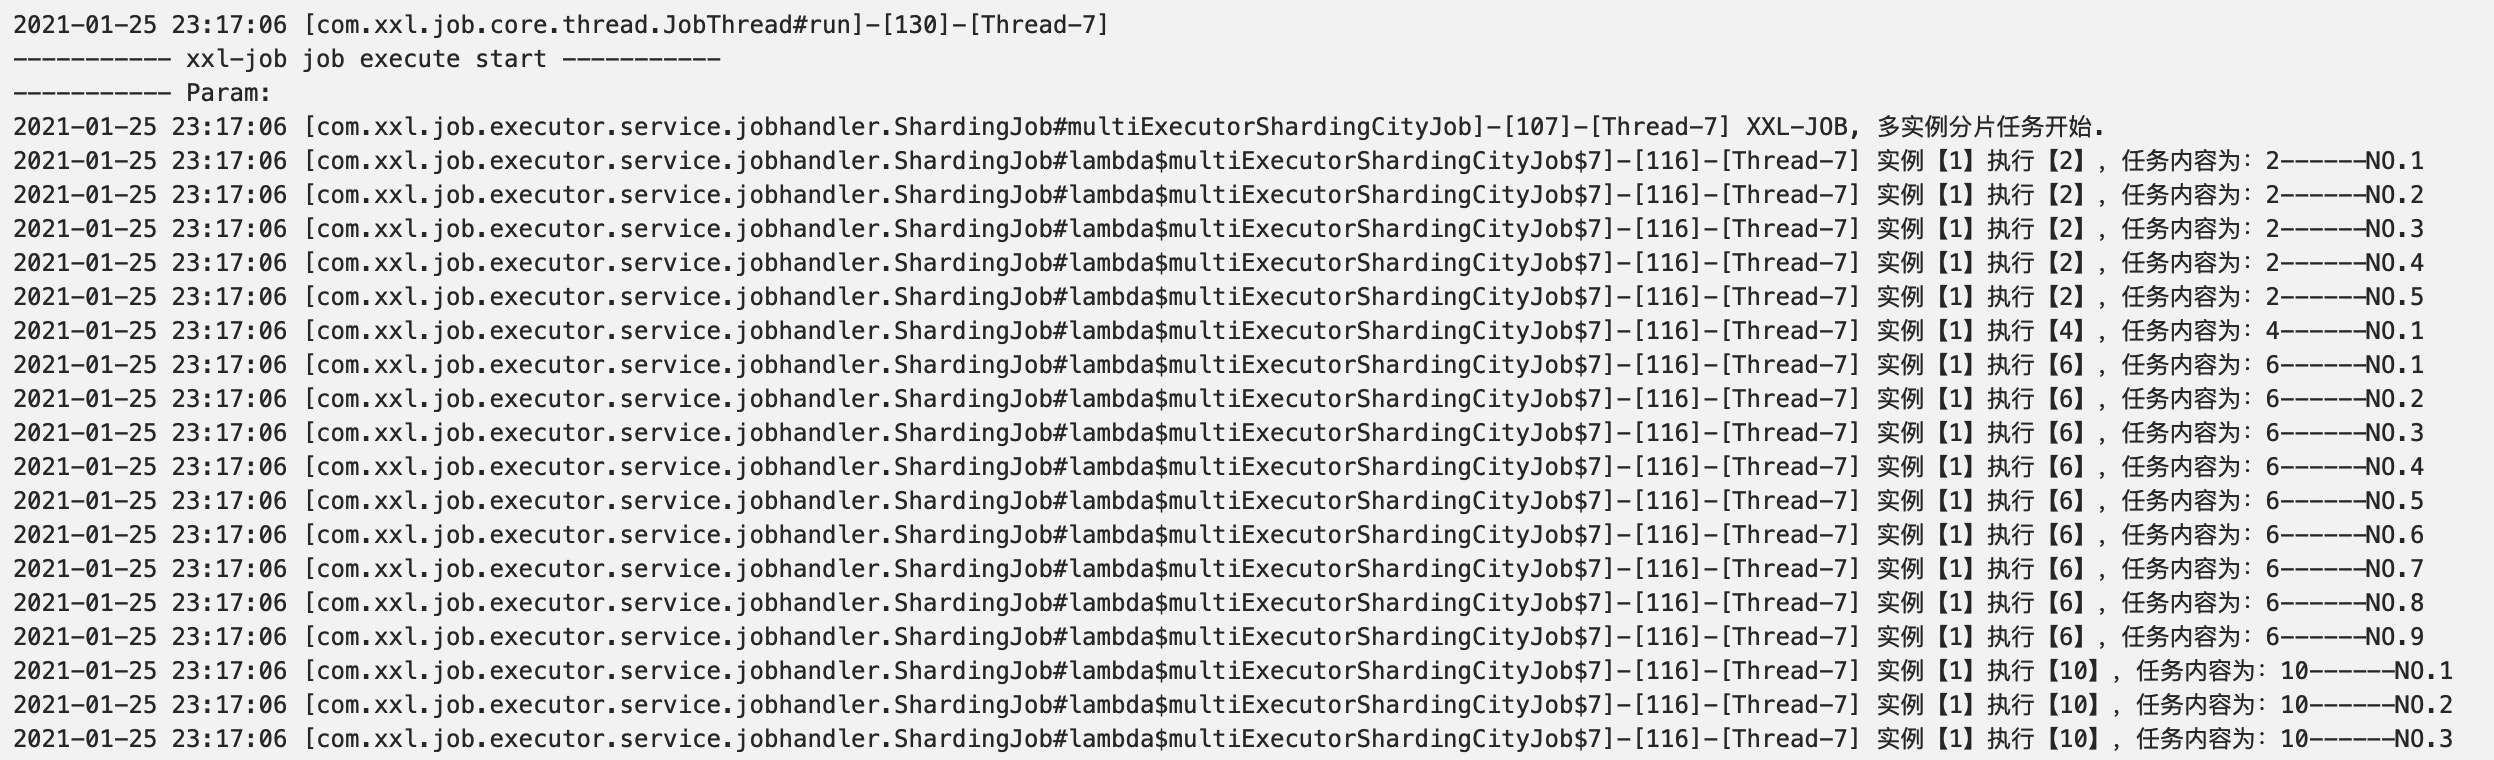 2021-01-25 23:17:06 [com.xxl.job.core.thread.JobThread#run]-[130]-[Thread-7]
----------- xxl-job job execute start -----------
----------- Param:
2021-01-25 23:17:06 [com.xxl.job.executor.service.jobhandler.ShardingJob#multiExecutorShardingCityJob]-[107]-[Thread-7] XXL-JOB, 多实例分片任务开始.
2021-01-25 23:17:06 [com.xxl.job.executor.service.jobhandler.ShardingJob#lambda$multiExecutorShardingCityJob$7]-[116]-[Thread-7] 实例【1】执行【2】, 任务内容为: 2------NO.1
2021-01-25 23:17:06 [com.xxl.job.executor.service.jobhandler.ShardingJob#lambda$multiExecutorShardingCityJob$7]-[116]-[Thread-7] 实例【1】执行【2】, 任务内容为: 2------NO.2
2021-01-25 23:17:06 [com.xxl.job.executor.service.jobhandler.ShardingJob#lambda$multiExecutorShardingCityJob$7]-[116]-[Thread-7] 实例【1】执行【2】, 任务内容为: 2------NO.3
2021-01-25 23:17:06 [com.xxl.job.executor.service.jobhandler.ShardingJob#lambda$multiExecutorShardingCityJob$7]-[116]-[Thread-7] 实例【1】执行【2】, 任务内容为: 2------NO.4
2021-01-25 23:17:06 [com.xxl.job.executor.service.jobhandler.ShardingJob#lambda$multiExecutorShardingCityJob$7]-[116]-[Thread-7] 实例【1】执行【2】, 任务内容为: 2------NO.5
2021-01-25 23:17:06 [com.xxl.job.executor.service.jobhandler.ShardingJob#lambda$multiExecutorShardingCityJob$7]-[116]-[Thread-7] 实例【1】执行【4】, 任务内容为: 4------NO.1
2021-01-25 23:17:06 [com.xxl.job.executor.service.jobhandler.ShardingJob#lambda$multiExecutorShardingCityJob$7]-[116]-[Thread-7] 实例【1】执行【6】, 任务内容为: 6------NO.1
2021-01-25 23:17:06 [com.xxl.job.executor.service.jobhandler.ShardingJob#lambda$multiExecutorShardingCityJob$7]-[116]-[Thread-7] 实例【1】执行【6】, 任务内容为: 6------NO.2
2021-01-25 23:17:06 [com.xxl.job.executor.service.jobhandler.ShardingJob#lambda$multiExecutorShardingCityJob$7]-[116]-[Thread-7] 实例【1】执行【6】, 任务内容为: 6------NO.3
2021-01-25 23:17:06 [com.xxl.job.executor.service.jobhandler.ShardingJob#lambda$multiExecutorShardingCityJob$7]-[116]-[Thread-7] 实例【1】执行【6】, 任务内容为: 6------NO.4
2021-01-25 23:17:06 [com.xxl.job.executor.service.jobhandler.ShardingJob#lambda$multiExecutorShardingCityJob$7]-[116]-[Thread-7] 实例【1】执行【6】, 任务内容为: 6------NO.5
2021-01-25 23:17:06 [com.xxl.job.executor.service.jobhandler.ShardingJob#lambda$multiExecutorShardingCityJob$7]-[116]-[Thread-7] 实例【1】执行【6】, 任务内容为: 6------NO.6
2021-01-25 23:17:06 [com.xxl.job.executor.service.jobhandler.ShardingJob#lambda$multiExecutorShardingCityJob$7]-[116]-[Thread-7] 实例【1】执行【6】, 任务内容为: 6------NO.7
2021-01-25 23:17:06 [com.xxl.job.executor.service.jobhandler.ShardingJob#lambda$multiExecutorShardingCityJob$7]-[116]-[Thread-7] 实例【1】执行【6】, 任务内容为: 6------NO.8
2021-01-25 23:17:06 [com.xxl.job.executor.service.jobhandler.ShardingJob#lambda$multiExecutorShardingCityJob$7]-[116]-[Thread-7] 实例【1】执行【6】, 任务内容为: 6------NO.9
2021-01-25 23:17:06 [com.xxl.job.executor.service.jobhandler.ShardingJob#lambda$multiExecutorShardingCityJob$7]-[116]-[Thread-7] 实例【1】执行【10】, 任务内容为: 10------NO.1
2021-01-25 23:17:06 [com.xxl.job.executor.service.jobhandler.ShardingJob#lambda$multiExecutorShardingCityJob$7]-[116]-[Thread-7] 实例【1】执行【10】, 任务内容为: 10------NO.2
2021-01-25 23:17:06 [com.xxl.job.executor.service.jobhandler.ShardingJob#lambda$multiExecutorShardingCityJob$7]-[116]-[Thread-7] 实例【1】执行【10】, 任务内容为: 10------NO.3